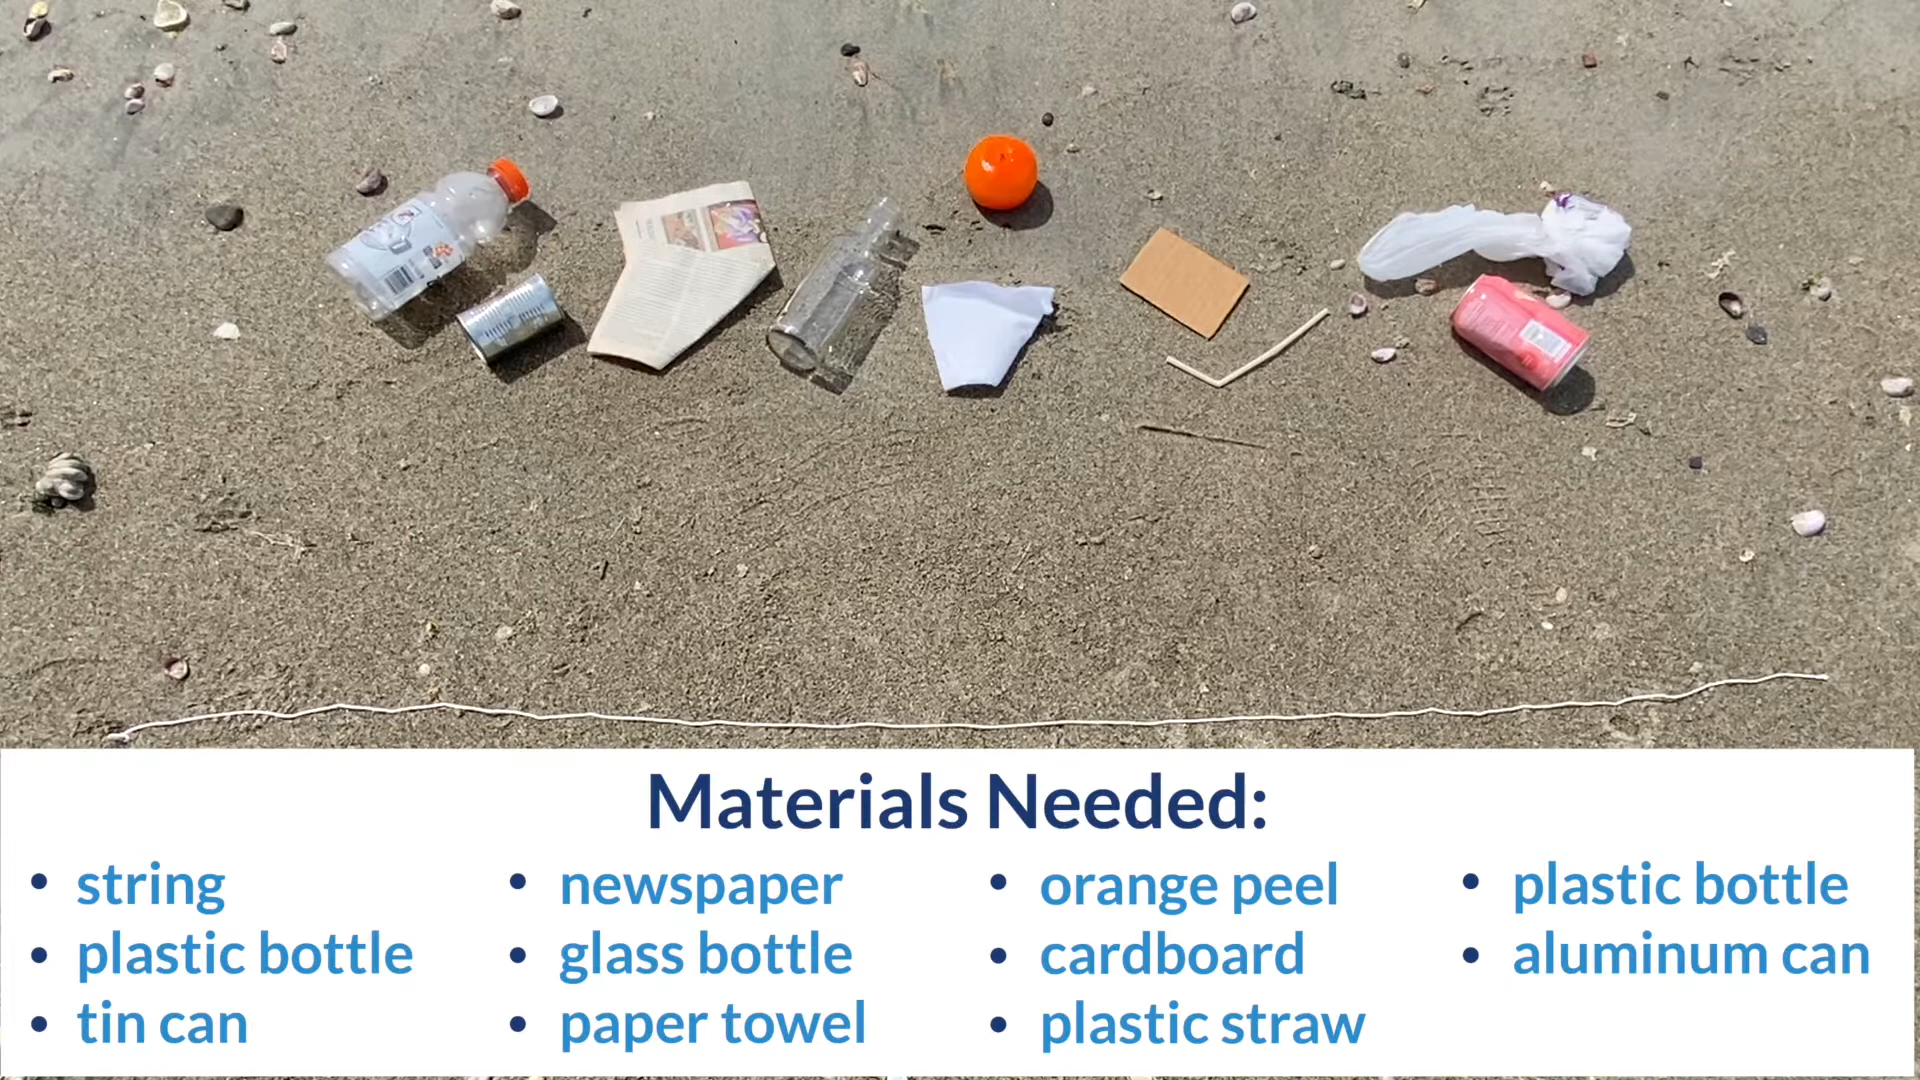 Materials Needed:
• string
• plastic bottle
• tin can
• newspaper
• glass bottle
• paper towel
• orange peel
• cardboard
• plastic straw
• plastic bottle
• aluminum can